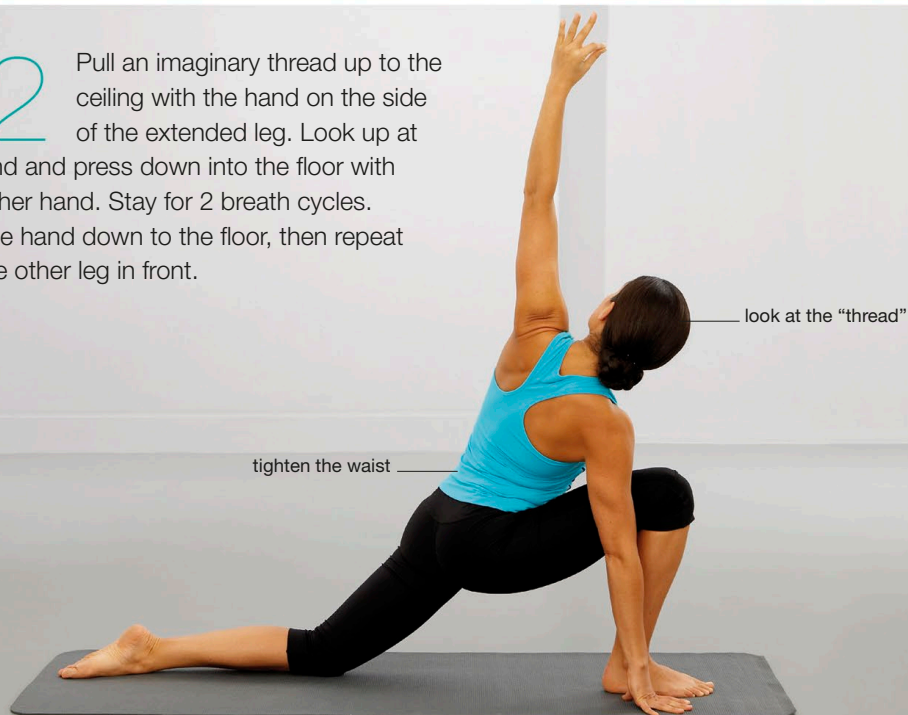 2
Pull an imaginary thread up to the
ceiling with the hand on the side
of the extended leg. Look up at
and press down into the floor with
hand. Stay for 2 breath cycles.
hand down to the floor, then repeat
other leg in front.
look at the “thread”
tighten the waist